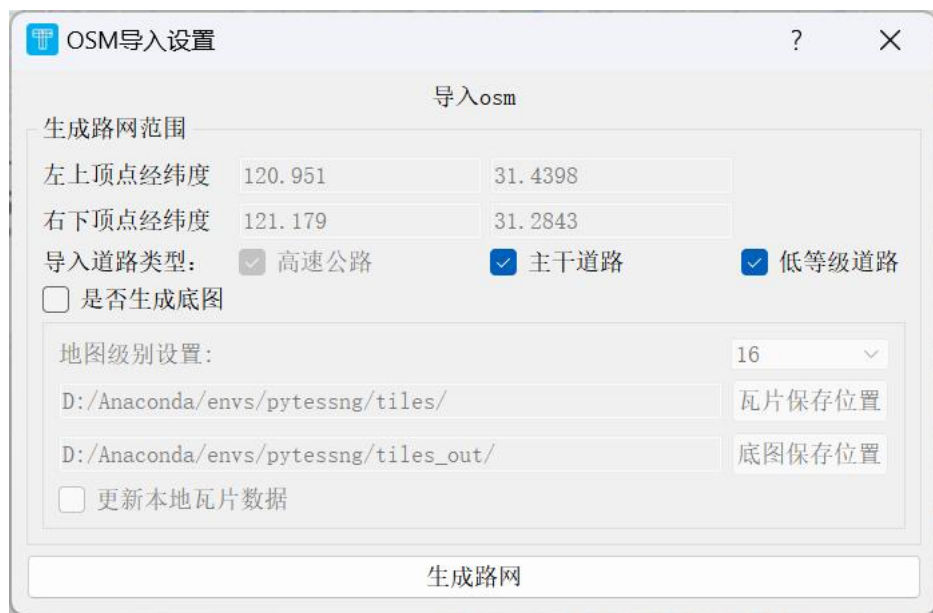 OSM导入设置 ?
导入osm
生成路网范围
左上顶点经纬度 120.951 31.4398
右下顶点经纬度 121.179 31.2843
导入道路类型: 高速公路 主干道路 低等级道路
是否生成底图
地图级别设置: 16
D:/Anaconda/envs/pytessng/tiles/ 瓦片保存位置
D:/Anaconda/envs/pytessng/tiles_out/ 底图保存位置
更新本地瓦片数据
生成路网